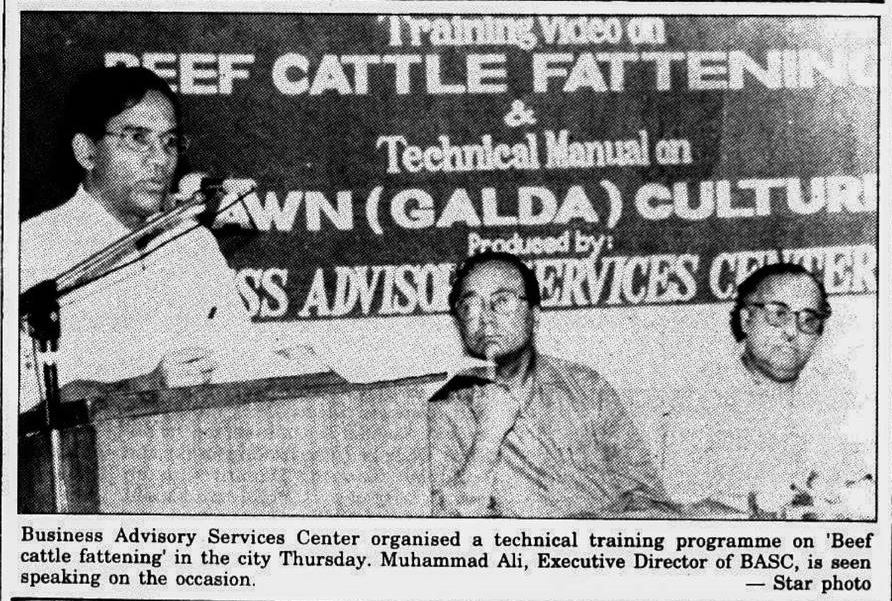 Training Video on
BEEF CATTLE FATTENING
&
Technical Manual on
AWN (GALDA) CULTUR
Produced by:
SS ADVISO ERVICES CENTER
Business Advisory Services Center organised a technical training programme on 'Beef
cattle fattening' in the city Thursday. Muhammad Ali, Executive Director of BASC, is seen
speaking on the occasion.
— Star photo